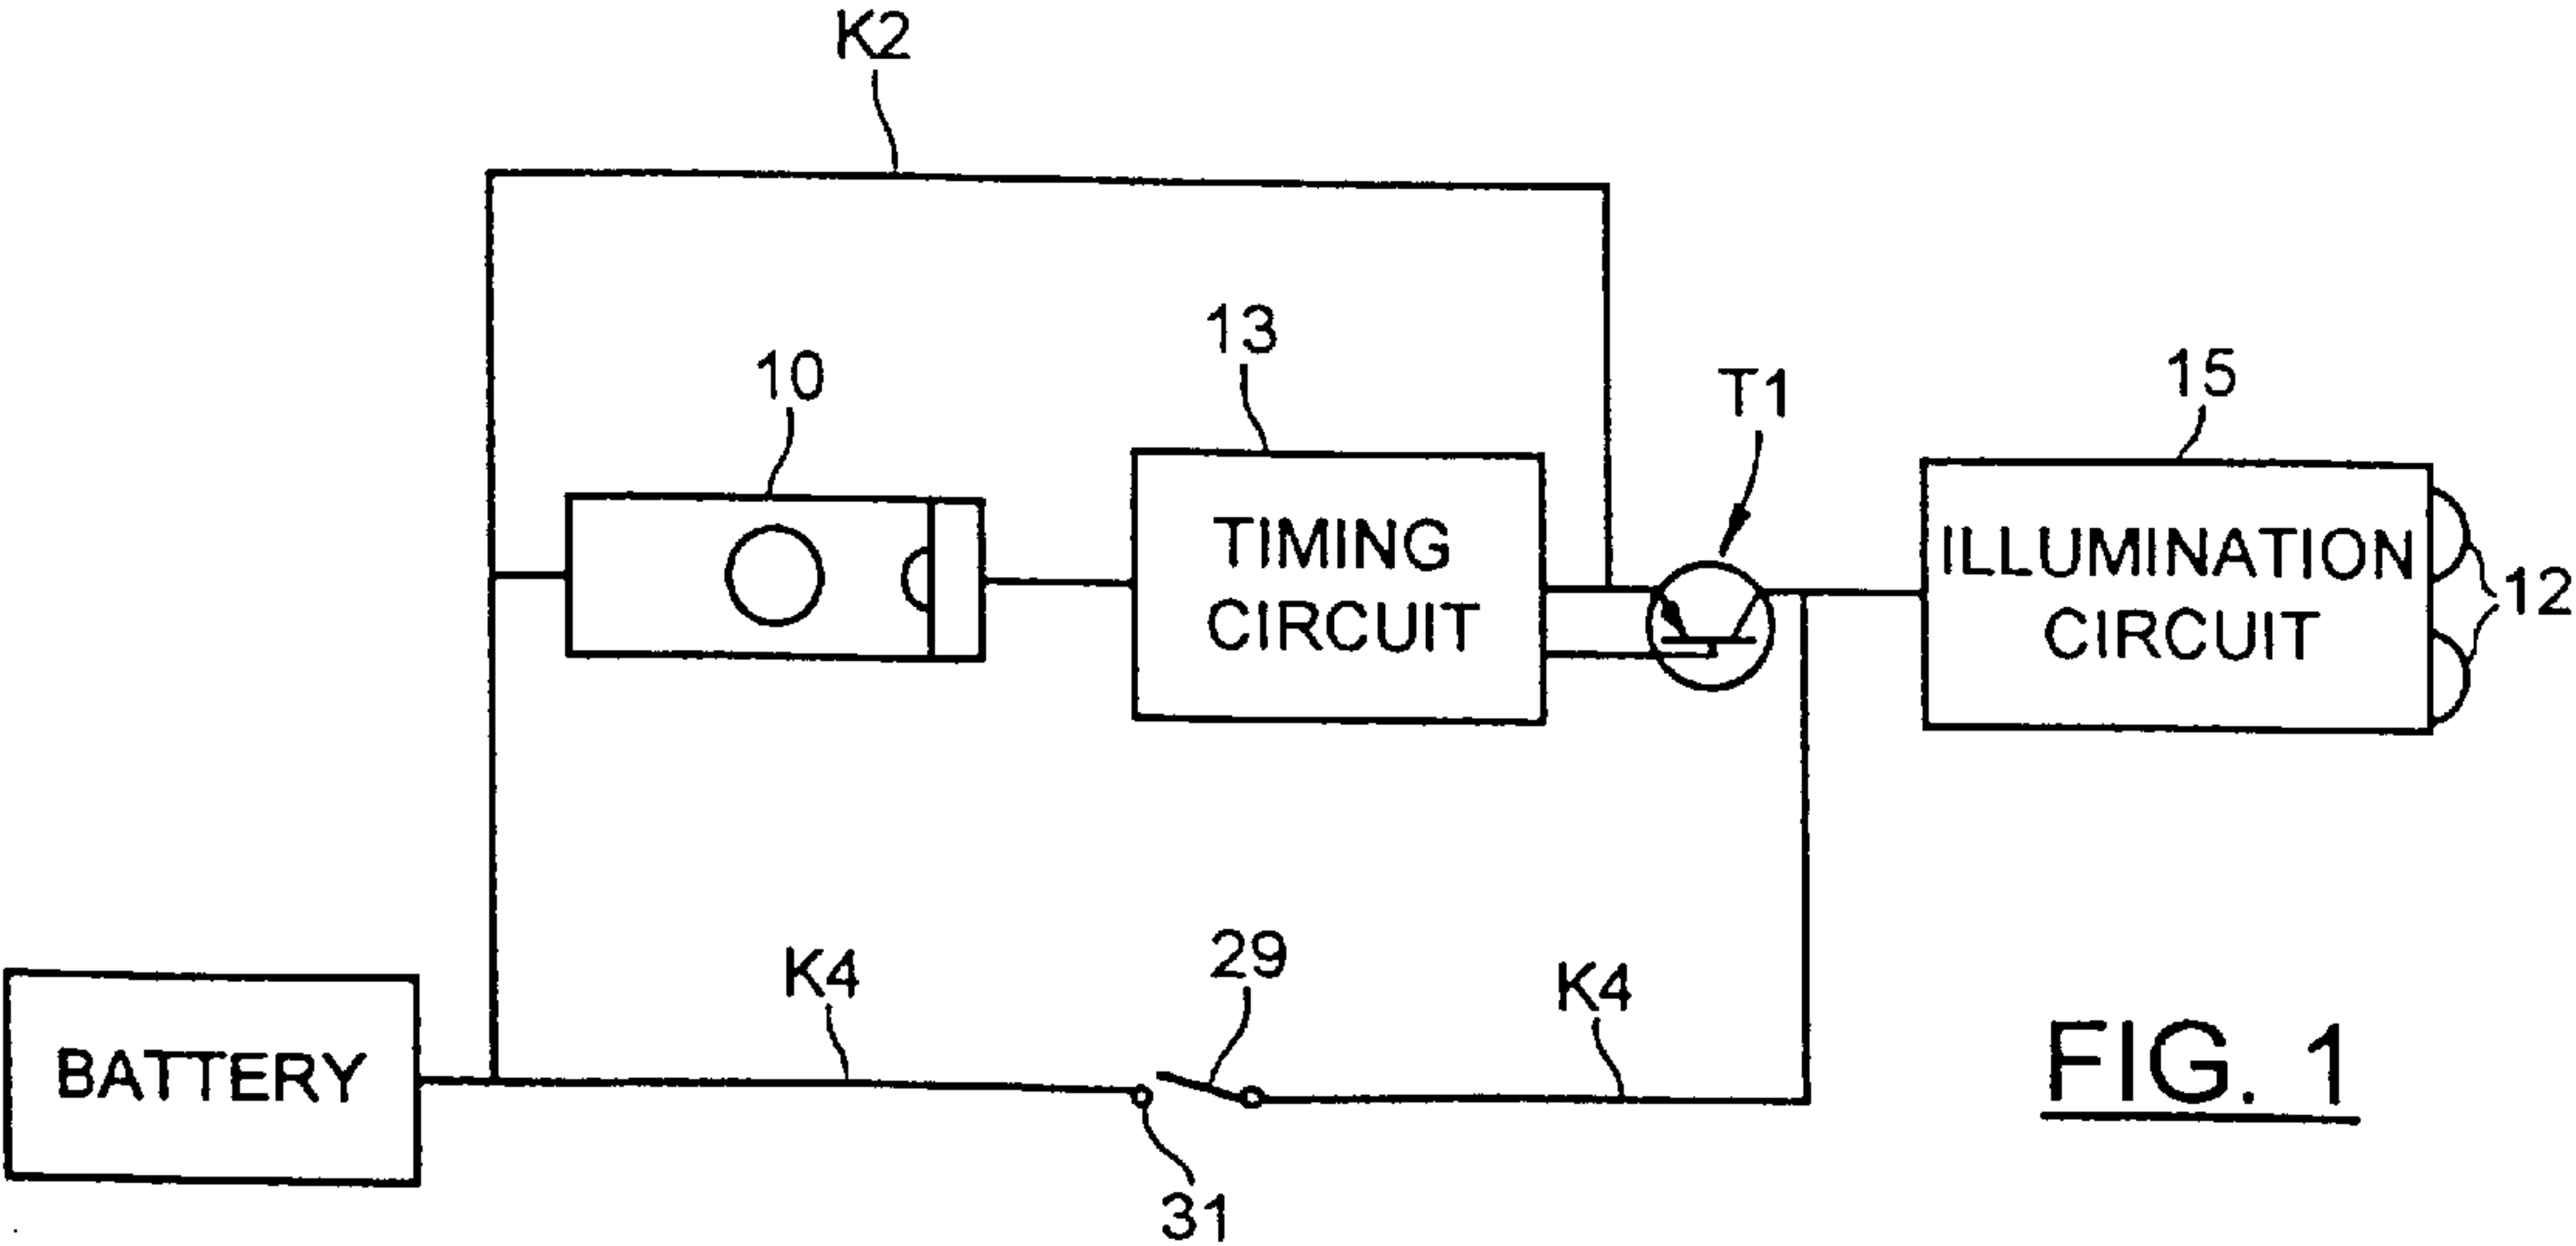 K2
10
13
T1
15
TIMING
CIRCUIT
ILLUMINATION
CIRCUIT
12
BATTERY
K4
29
K4
31
FIG. 1